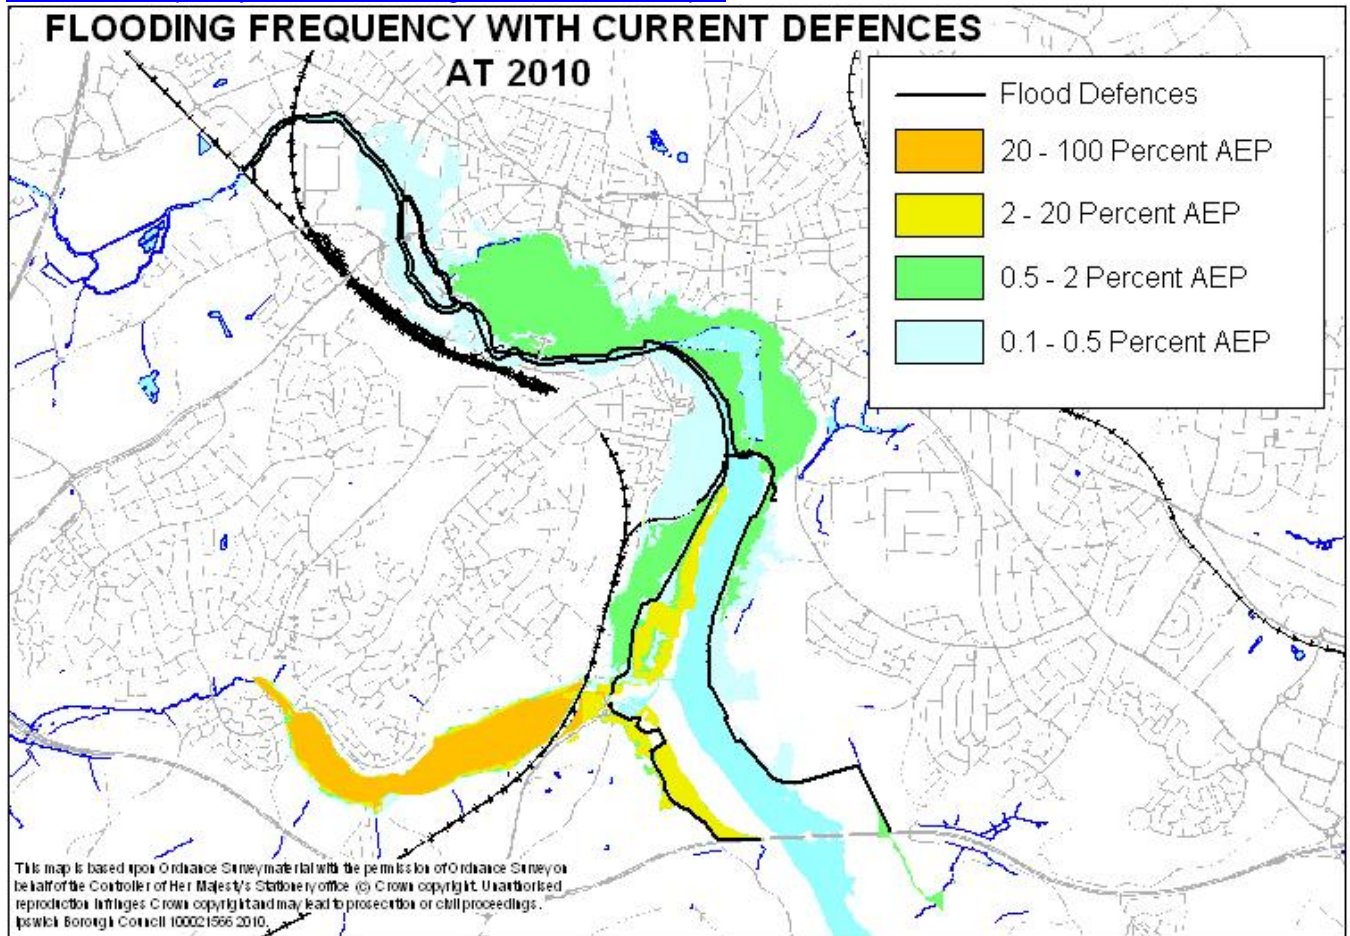 FLOODING FREQUENCY WITH CURRENT DEFENCES
AT 2010
Flood Defences
20 - 100 Percent AEP
2 - 20 Percent AEP
0.5 - 2 Percent AEP
0.1 - 0.5 Percent AEP
This map is based upon Ordnance Survey material with the permission of Ordnance Survey on
behalf of the Controller of Her Majesty's Stationery office (c) Crown copyright. Unauthorised
reproduction infringes Crown copyright and may lead to prosecution or civil proceedings.
Ipswich Borough Council 100021566 2010.